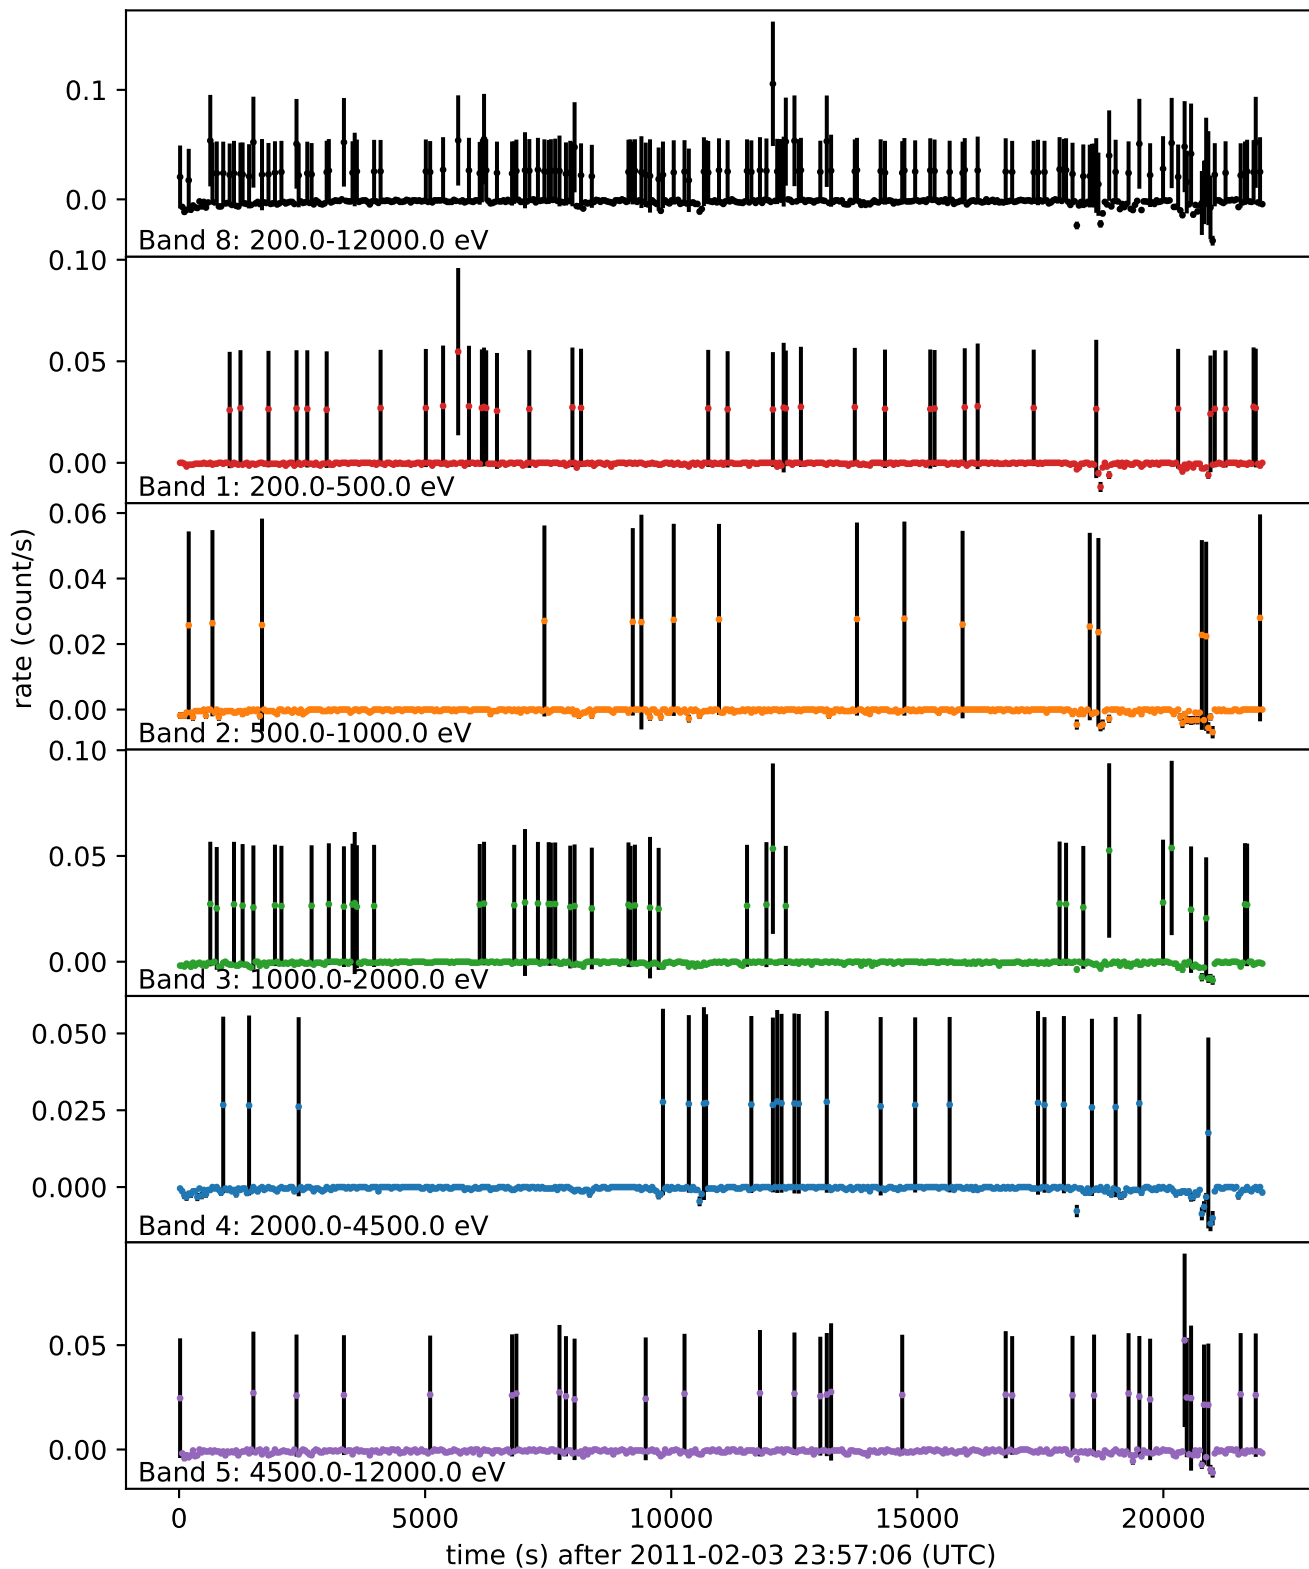 0.1
0.0
Band 8: 200.0-12000.0 eV
0.10
0.05
0.00
Band 1: 200.0-500.0 eV
0.06
0.04
0.02
0.00
Band 2: 500.0-1000.0 eV
rate (count/s)
0.10
0.05
0.00
Band 3: 1000.0-2000.0 eV
0.050
0.025
0.000
Band 4: 2000.0-4500.0 eV
0.05
0.00
Band 5: 4500.0-12000.0 eV
0 5000 10000 15000 20000
time (s) after 2011-02-03 23:57:06 (UTC)